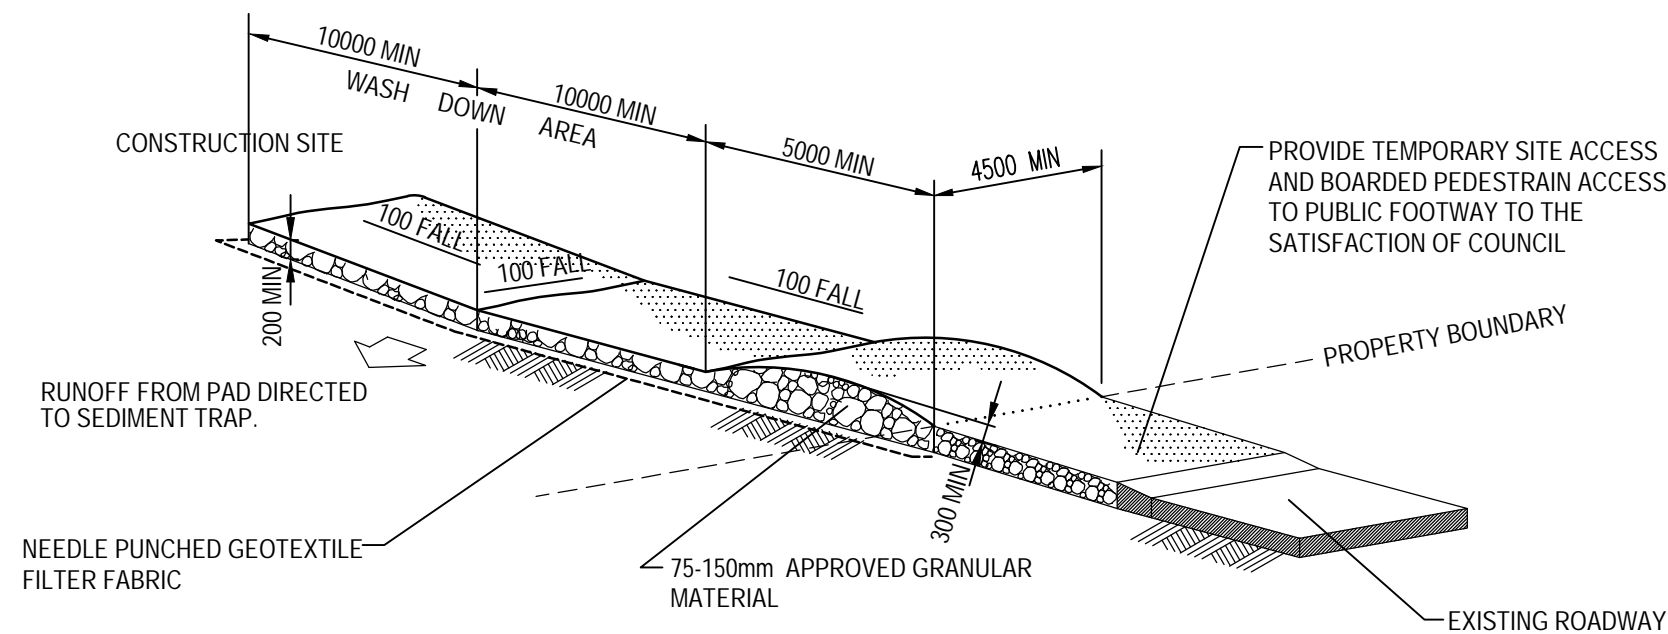 10000 MIN
WASH DOWN AREA
10000 MIN
5000 MIN
4500 MIN
CONSTRUCTION SITE
PROVIDE TEMPORARY SITE ACCESS
AND BOARDED PEDESTRAIN ACCESS
TO PUBLIC FOOTWAY TO THE
SATISFACTION OF COUNCIL
100 FALL
100 FALL
100 FALL
200 MIN
PROPERTY BOUNDARY
RUNOFF FROM PAD DIRECTED
TO SEDIMENT TRAP.
300 MIN
NEEDLE PUNCHED GEOTEXTILE
FILTER FABRIC
75-150mm APPROVED GRANULAR
MATERIAL
EXISTING ROADWAY